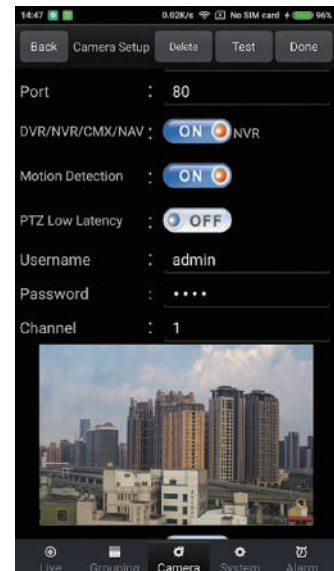 14:47 0.02K/s No SIM card 96%
Back Camera Setup Delete Test Done
Port : 80
DVR/NVR/CMX/NAV : ON NVR
Motion Detection : ON
PTZ Low Latency : OFF
Username : admin
Password : ••••
Channel : 1
Live Grouping Camera System Alarm